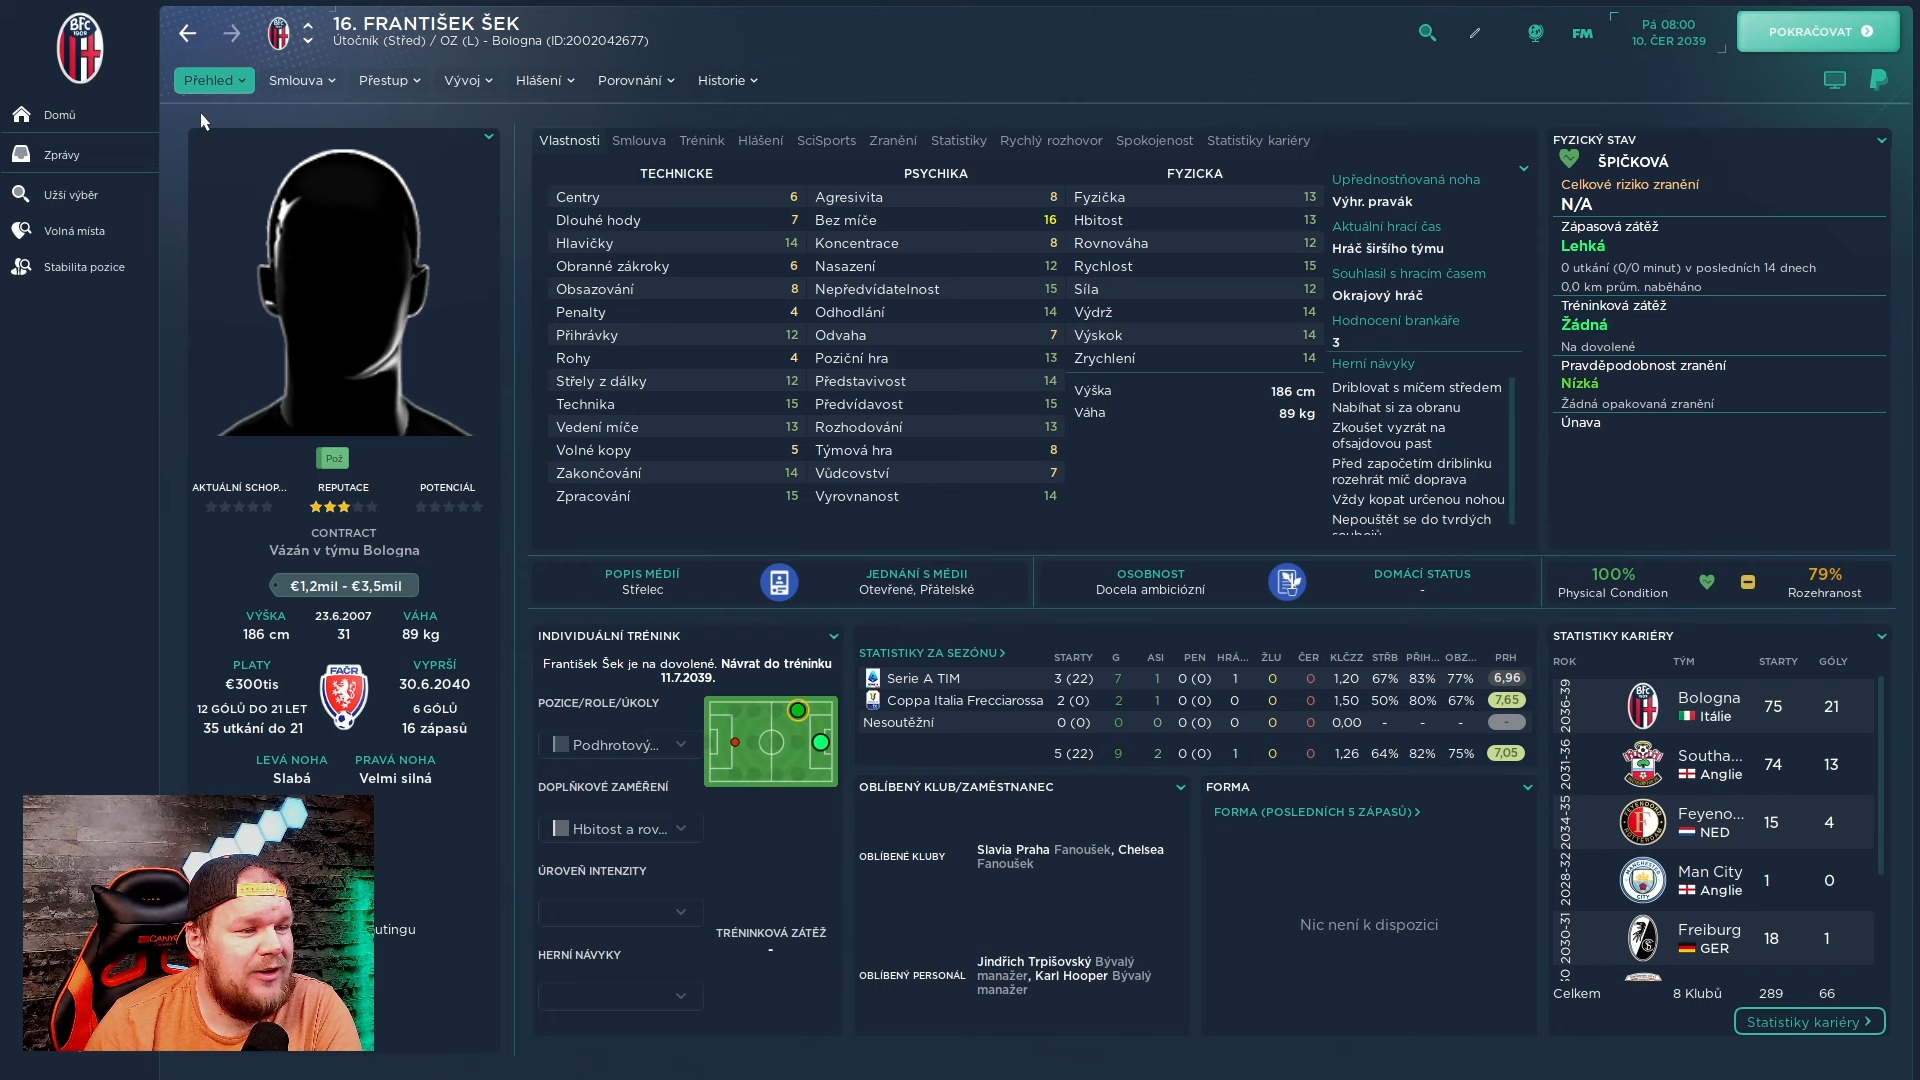 16. FRANTIŠEK ŠEK
Útočník (Střed) / OZ (L) - Bologna (ID:2002042677)
FM
Pá 08:00
10. ČER 2039
POKRAČOVAT
Přehled
Smlouva
Přestup
Vývoj
Hlášení
Porovnání
Historie
Domů
Zprávy
Užší výběr
Volná místa
Stabilita pozice
Pož
AKTUÁLNÍ SCHOP...
REPUTACE
POTENCIÁL
CONTRACT
Vázán v týmu Bologna
€1,2mil - €3,5mil
VÝŠKA 23.6.2007 VÁHA
186 cm 31 89 kg
PLATY VYPRŠÍ
€300tis 30.6.2040
FAČR
12 GÓLŮ DO 21 LET 6 GÓLŮ
35 utkání do 21 16 zápasů
LEVÁ NOHA PRAVÁ NOHA
Slabá Velmi silná
utingu
Vlastnosti Smlouva Trénink Hlášení SciSports Zranění Statistiky Rychlý rozhovor Spokojenost Statistiky kariéry
TECHNICKÉ PSYCHIKA FYZICKA
Centry 6 Agresivita 8 Fyzička 13
Dlouhé hody 7 Bez míče 16 Hbitost 13
Hlavičky 14 Koncentrace 8 Rovnováha 12
Obranné zákroky 6 Nasazení 12 Rychlost 15
Obsazování 8 Nepředvídatelnost 15 Síla 12
Penalty 4 Odhodlání 14 Výdrž 14
Přihrávky 12 Odvaha 7 Výskok 14
Rohy 4 Poziční hra 13 Zrychlení 14
Střely z dálky 12 Představivost 14
Technika 15 Předvídavost 15
Vedení míče 13 Rozhodování 13
Volné kopy 5 Týmová hra 8
Zakončování 14 Vůdcovství 7
Zpracování 15 Vyrovnanost 14
Výška 186 cm
Váha 89 kg
Upřednostňovaná noha
Výhr. pravák
Aktuální hrací čas
Hráč širšího týmu
Souhlasil s hracím časem
Okrajový hráč
Hodnocení brankáře
3
Herní návyky
Driblovat s míčem středem
Nabíhat si za obranu
Zkoušet vyzrát na
ofsajdovou past
Před započetím driblinku
rozehrát míč doprava
Vždy kopat určenou nohou
Nepouštět se do tvrdých
soubojů
FYZICKÝ STAV
ŠPIČKOVÁ
Celkové riziko zranění
N/A
Zápasová zátěž
Lehká
0 utkání (0/0 minut) v posledních 14 dnech
0,0 km prům. naběháno
Tréninková zátěž
Žádná
Na dovolené
Pravděpodobnost zranění
Nízká
Žádná opakovaná zranění
Únava
POPIS MÉDIÍ
Střelec
JEDNÁNÍ S MÉDII
Otevřené, Přátelské
OSOBNOST
Docela ambiciózní
DOMÁCÍ STATUS
-
100%
Physical Condition
79%
Rozehranost
INDIVIDUÁLNÍ TRÉNINK
František Šek je na dovolené. Návrat do tréninku
11.7.2039.
POZICE/ROLE/ÚKOLY
Podhrotový...
DOPLŇKOVÉ ZAMĚŘENÍ
Hbitost a rov...
ÚROVEŇ INTENZITY
TRÉNINKOVÁ ZÁTĚŽ
-
HERNÍ NÁVYKY
STATISTIKY ZA SEZÓNU STARTY G ASI PEN HRÁ... ŽLU ČER KLČZZ STŘB PŘIH... OBZ... PRH
Serie A TIM 3 (22) 7 1 0 (0) 1 0 0 1,20 67% 83% 77% 6,96
Coppa Italia Frecciarossa 2 (0) 2 1 0 (0) 0 0 0 1,50 50% 80% 67% 7,65
Nesoutěžní 0 (0) 0 0 0 (0) 0 0 0 0,00 - - - -
5 (22) 9 2 0 (0) 1 0 0 1,26 64% 82% 75% 7,05
OBLÍBENÝ KLUB/ZAMĚSTNANEC
OBLÍBENÉ KLUBY
Slavia Praha Fanoušek, Chelsea
Fanoušek
OBLÍBENÝ PERSONÁL
Jindřich Trpišovský Bývalý
manažer, Karl Hooper Bývalý
manažer
FORMA
FORMA (POSLEDNÍCH 5 ZÁPASŮ)
Nic není k dispozici
STATISTIKY KARIÉRY
ROK TÝM STARTY GÓLY
2036-39 Bologna Itálie 75 21
2031-36 Southa... Anglie 74 13
2034-35 Feyeno... NED 15 4
2028-32 Man City Anglie 1 0
2030-31 Freiburg GER 18 1
Celkem 8 Klubů 289 66
Statistiky kariéry